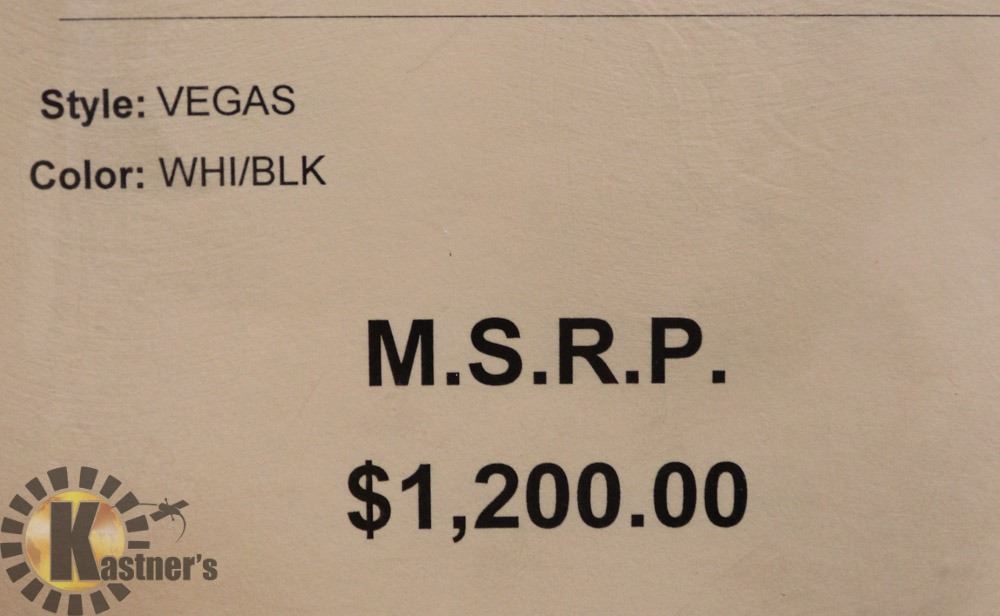 Style: VEGAS
Color: WHI/BLK
M.S.R.P.
$1,200.00
Kastner's